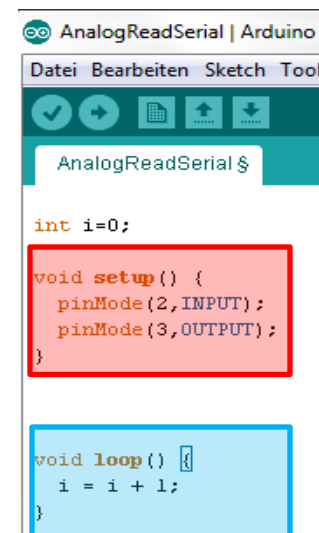 AnalogReadSerial | Arduino
Datei Bearbeiten Sketch Tool
AnalogReadSerial §
int i=0;
void setup() {
pinMode(2,INPUT);
pinMode(3,OUTPUT);
}
void loop() {
i = i + 1;
}